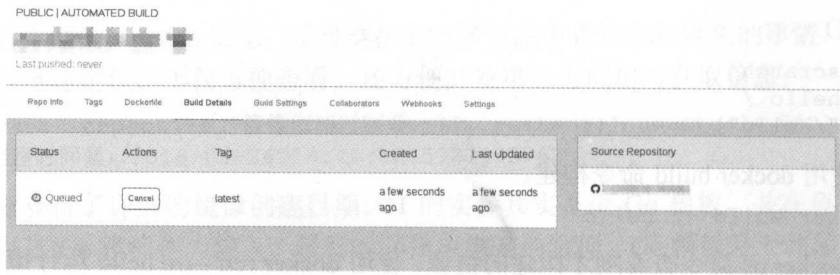 PUBLIC | AUTOMATED BUILD
Last pushed: never
Repo Info Tags Dockerfile Build Details Guild Settings Collaborators Webhooks Settings
Status Actions Tag Created Last Updated Source Repository
Queued Cancel latest a few seconds ago a few seconds ago